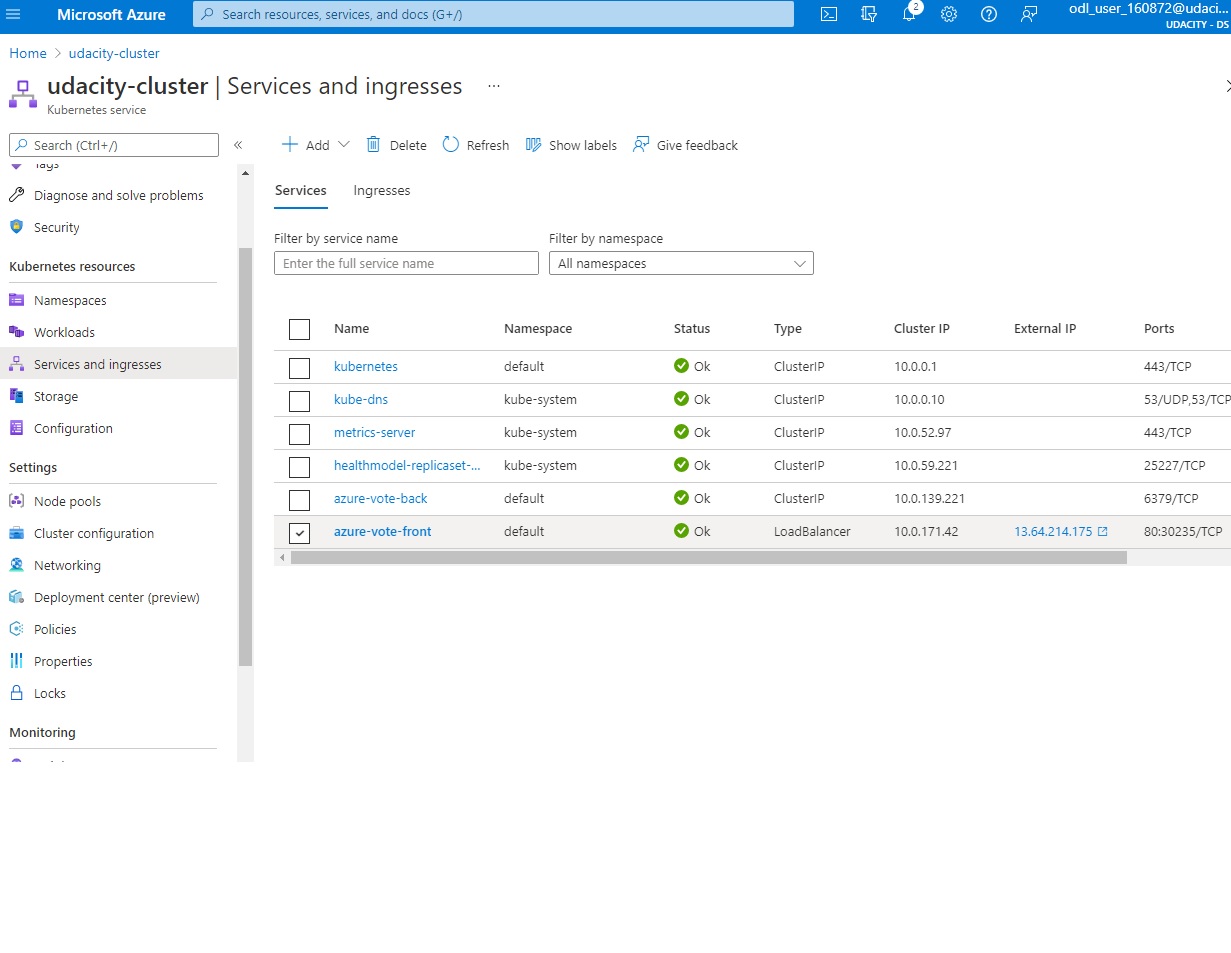 Microsoft Azure
Search resources, services, and docs (G+/)
2
odl_user_160872@udaci...
UDACITY - DS
Home > udacity-cluster
udacity-cluster | Services and ingresses ...
Kubernetes service
Search (Ctrl+/)
«
Add
Delete
Refresh
Show labels
Give feedback
Tags
Diagnose and solve problems
Security
Kubernetes resources
Namespaces
Workloads
Services and ingresses
Storage
Configuration
Settings
Node pools
Cluster configuration
Networking
Deployment center (preview)
Policies
Properties
Locks
Monitoring
Services Ingresses
Filter by service name Filter by namespace
Enter the full service name All namespaces
Name Namespace Status Type Cluster IP External IP Ports
kubernetes default Ok ClusterIP 10.0.0.1 443/TCP
kube-dns kube-system Ok ClusterIP 10.0.0.10 53/UDP,53/TCP
metrics-server kube-system Ok ClusterIP 10.0.52.97 443/TCP
healthmodel-replicaset-... kube-system Ok ClusterIP 10.0.59.221 25227/TCP
azure-vote-back default Ok ClusterIP 10.0.139.221 6379/TCP
azure-vote-front default Ok LoadBalancer 10.0.171.42 13.64.214.175 80:30235/TCP